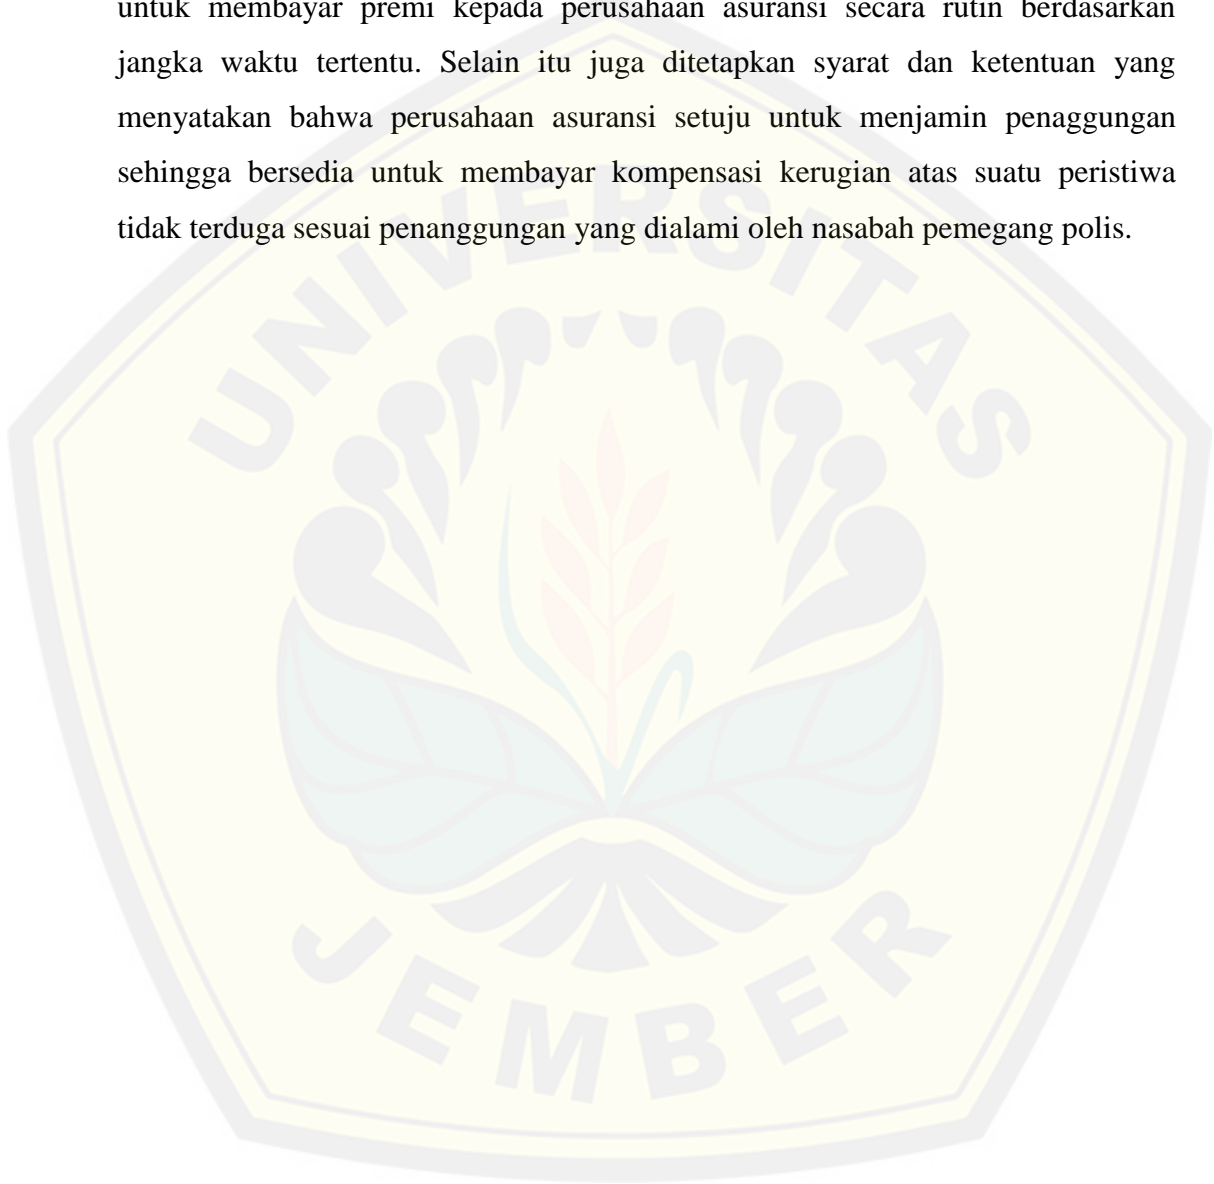 untuk membayar premi kepada perusahaan asuransi secara rutin berdasarkan
jangka waktu tertentu. Selain itu juga ditetapkan syarat dan ketentuan yang
menyatakan bahwa perusahaan asuransi setuju untuk menjamin penaggungan
sehingga bersedia untuk membayar kompensasi kerugian atas suatu peristiwa
tidak terduga sesuai penanggungan yang dialami oleh nasabah pemegang polis.
UNIVERSITAS
JEMBER